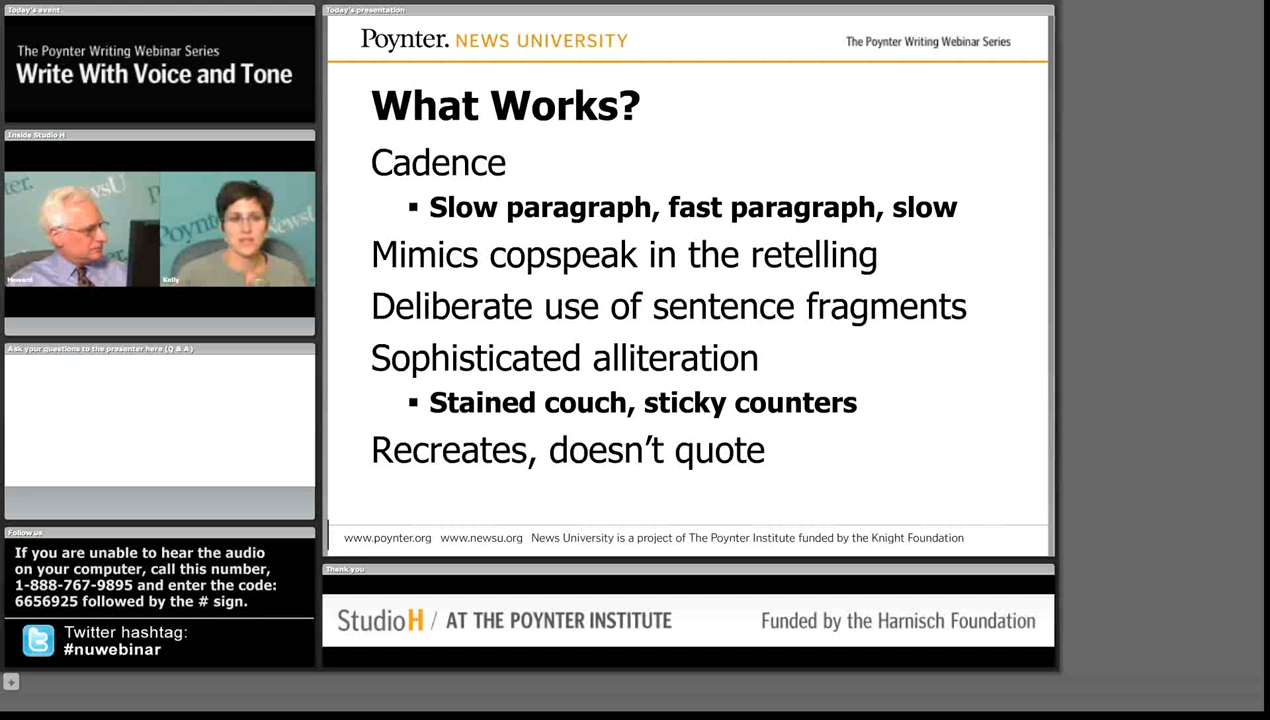 Today's event
The Poynter Writing Webinar Series
Write With Voice and Tone
Inside Studio H
Howard
Kelly
Ask your questions to the presenter here (Q & A)
Follow us
If you are unable to hear the audio
on your computer, call this number,
1-888-767-9895 and enter the code:
6656925 followed by the # sign.
Twitter hashtag:
#nuwebinar
Today's presentation
Poynter. NEWS UNIVERSITY
The Poynter Writing Webinar Series
What Works?
Cadence
▪ Slow paragraph, fast paragraph, slow
Mimics copspeak in the retelling
Deliberate use of sentence fragments
Sophisticated alliteration
▪ Stained couch, sticky counters
Recreates, doesn't quote
www.poynter.org www.newsu.org News University is a project of The Poynter Institute funded by the Knight Foundation
Thank you
StudioH / AT THE POYNTER INSTITUTE
Funded by the Harnisch Foundation